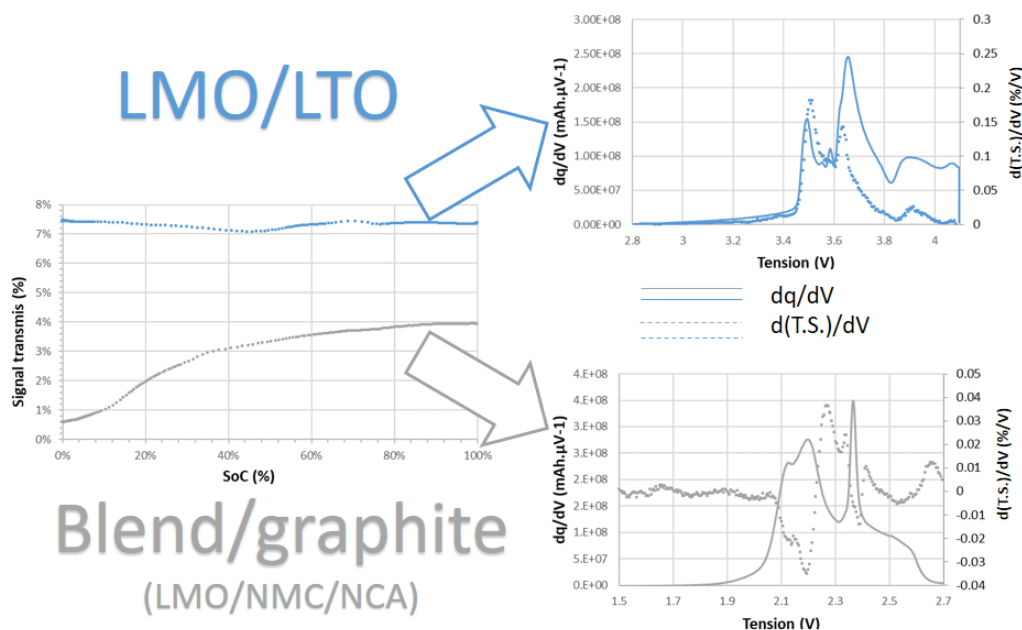 LMO/LTO
8%
7%
6%
5%
4%
3%
2%
1%
0%
Signal transmis (%)
0% 20% 40% 60% 80% 100%
SoC (%)
Blend/graphite
(LMO/NMC/NCA)
3.00E+08
2.50E+08
2.00E+08
1.50E+08
1.00E+08
5.00E+07
0.00E+00
dq/dV (mAh.µV-1)
0.3
0.25
0.2
0.15
0.1
0.05
0
d(T.S.)/dV (%/V)
2.8 3 3.2 3.4 3.6 3.8 4
Tension (V)
dq/dV
d(T.S.)/dV
4.E+08
4.E+08
3.E+08
3.E+08
2.E+08
2.E+08
1.E+08
5.E+07
0.E+00
dq/dV (mAh.µV-1)
0.05
0.04
0.03
0.02
0.01
0
-0.01
-0.02
-0.03
-0.04
d(T.S.)/dV (%/V)
1.5 1.7 1.9 2.1 2.3 2.5 2.7
Tension (V)